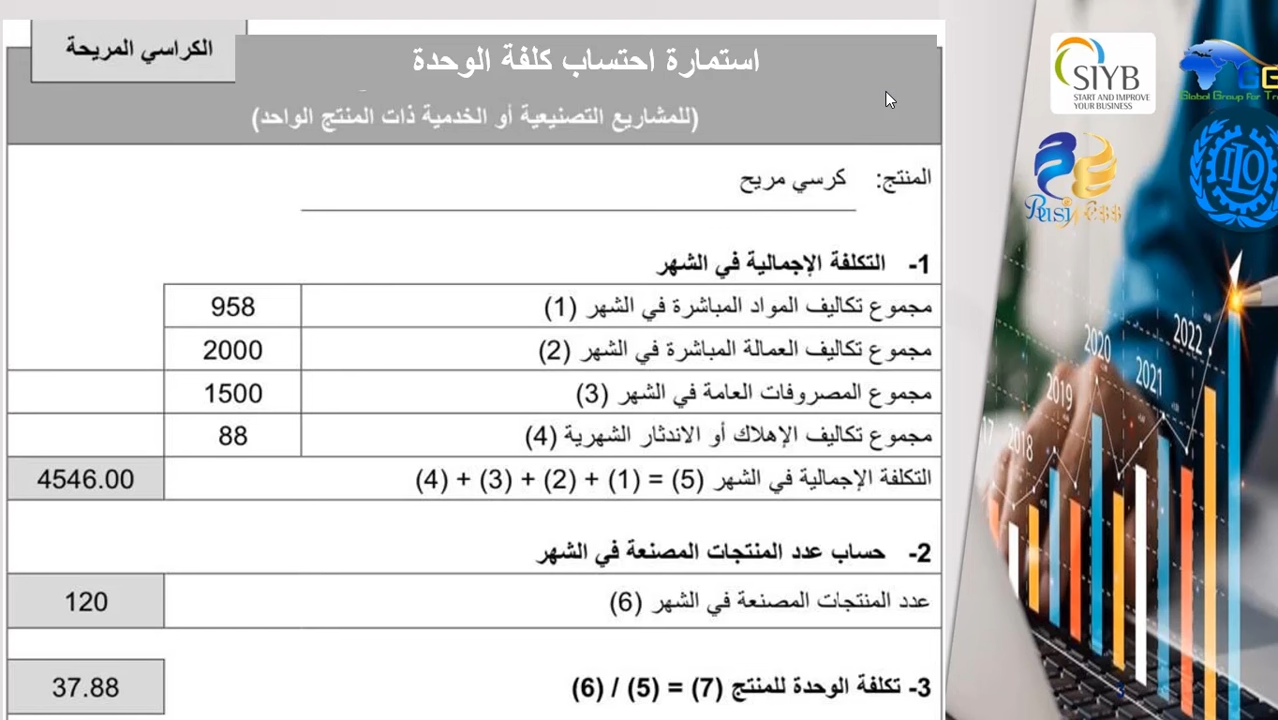 الكراسي المريحة
استمارة احتساب كلفة الوحدة
(للمشاريع التصنيعية أو الخدمية ذات المنتج الواحد)
المنتج: كرسي مريح
1- التكلفة الإجمالية في الشهر
مجموع تكاليف المواد المباشرة في الشهر (1) 958
مجموع تكاليف العمالة المباشرة في الشهر (2) 2000
مجموع المصروفات العامة في الشهر (3) 1500
مجموع تكاليف الإهلاك أو الاندثار الشهرية (4) 88
التكلفة الإجمالية في الشهر (5) = (1) + (2) + (3) + (4) 4546.00
2- حساب عدد المنتجات المصنعة في الشهر
عدد المنتجات المصنعة في الشهر (6) 120
3- تكلفة الوحدة للمنتج (7) = (5) / (6) 37.88
SIYB
START AND IMPROVE
YOUR BUSINESS
Global Group For
Business
ILO
2018
2019
2020
2021
2022
3